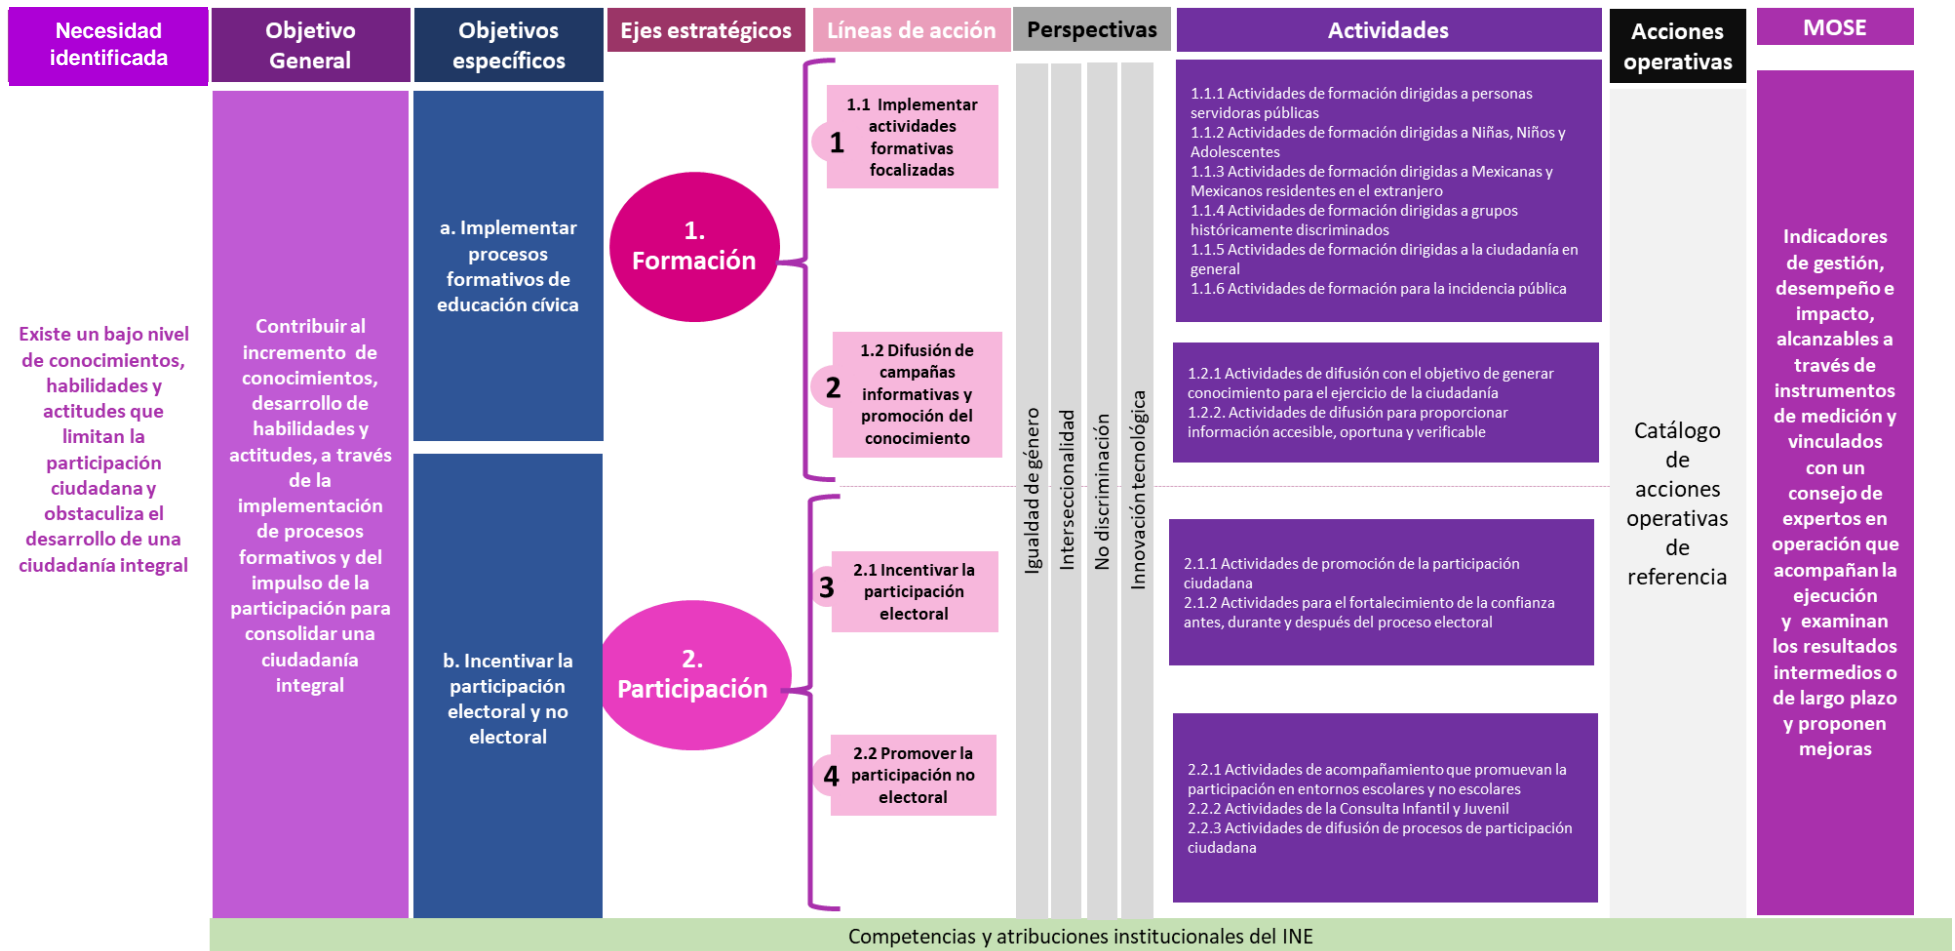 Necesidad
identificada
Objetivo
General
Objetivos
específicos
Ejes estratégicos
Líneas de acción
Perspectivas
Actividades
Acciones
operativas
MOSE
Existe un bajo nivel
de conocimientos,
habilidades y
actitudes que
limitan la
participación
ciudadana y
obstaculiza el
desarrollo de una
ciudadanía integral
Contribuir al
incremento de
conocimientos,
desarrollo de
habilidades y
actitudes, a través
de la
implementación
de procesos
formativos y del
impulso de la
participación para
consolidar una
ciudadanía
integral
a. Implementar
procesos
formativos de
educación cívica
b. Incentivar la
participación
electoral y no
electoral
1.
Formación
2.
Participación
1
1.1 Implementar
actividades
formativas
focalizadas
2
1.2 Difusión de
campañas
informativas y
promoción del
conocimiento
3
2.1 Incentivar la
participación
electoral
4
2.2 Promover la
participación no
electoral
Igualdad de género
Interseccionalidad
No discriminación
Innovación tecnológica
1.1.1 Actividades de formación dirigidas a personas
servidoras públicas
1.1.2 Actividades de formación dirigidas a Niñas, Niños y
Adolescentes
1.1.3 Actividades de formación dirigidas a Mexicanas y
Mexicanos residentes en el extranjero
1.1.4 Actividades de formación dirigidas a grupos
históricamente discriminados
1.1.5 Actividades de formación dirigidas a la ciudadanía en
general
1.1.6 Actividades de formación para la incidencia pública
1.2.1 Actividades de difusión con el objetivo de generar
conocimiento para el ejercicio de la ciudadanía
1.2.2. Actividades de difusión para proporcionar
información accesible, oportuna y verificable
2.1.1 Actividades de promoción de la participación
ciudadana
2.1.2 Actividades para el fortalecimiento de la confianza
antes, durante y después del proceso electoral
2.2.1 Actividades de acompañamiento que promuevan la
participación en entornos escolares y no escolares
2.2.2 Actividades de la Consulta Infantil y Juvenil
2.2.3 Actividades de difusión de procesos de participación
ciudadana
Catálogo
de
acciones
operativas
de
referencia
Indicadores
de gestión,
desempeño e
impacto,
alcanzables a
través de
instrumentos
de medición y
vinculados
con un
consejo de
expertos en
operación que
acompañan la
ejecución
y examinan
los resultados
intermedios o
de largo plazo
y proponen
mejoras
Competencias y atribuciones institucionales del INE